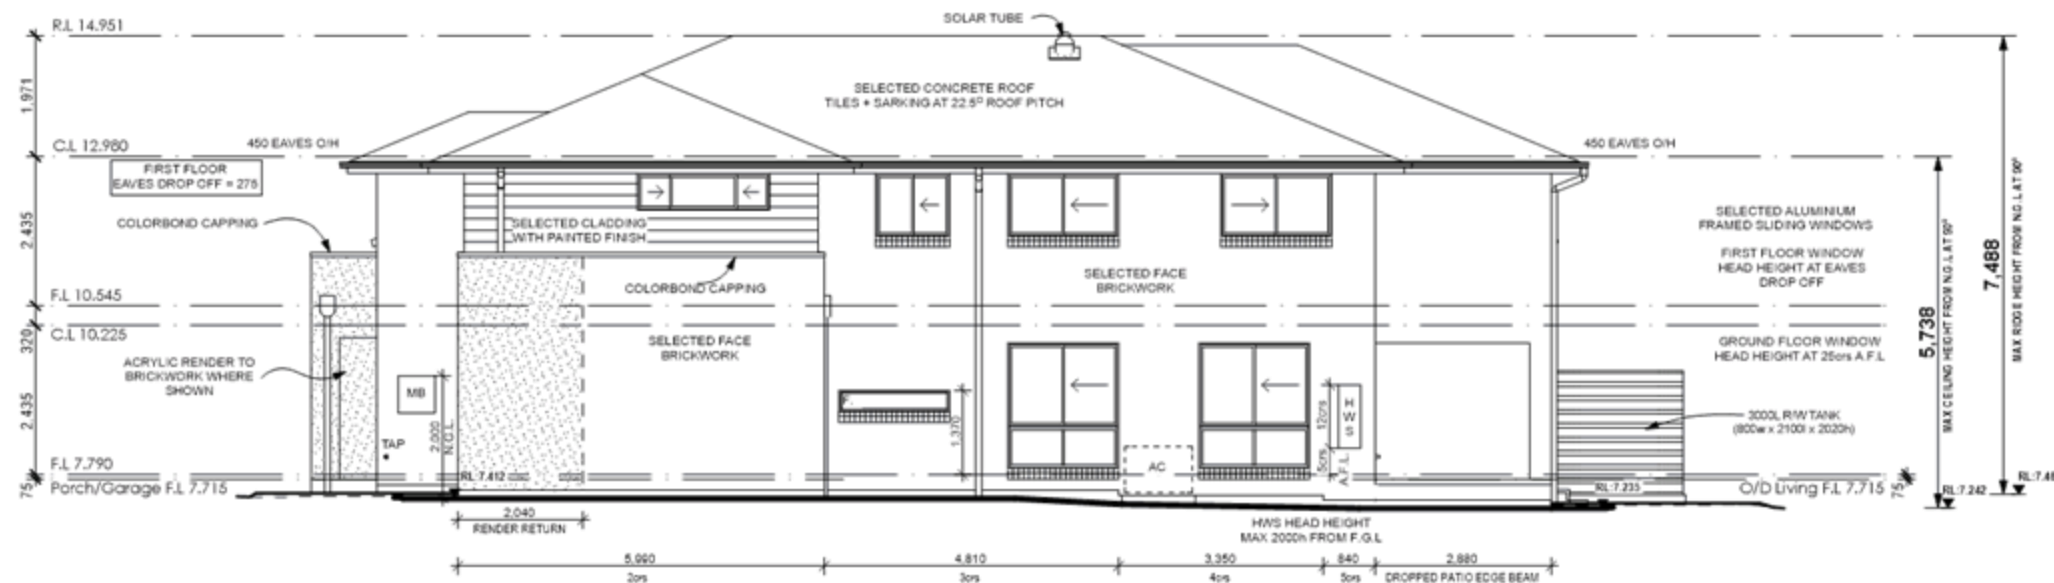 SOLAR TUBE
R.L 14.951
1.971
SELECTED CONCRETE ROOF
TILES + SARKING AT 22.5° ROOF PITCH
C.L 12.980
450 EAVES O/H
450 EAVES O/H
FIRST FLOOR
EAVES DROP OFF = 275
COLORBOND CAPPING
2.435
SELECTED CLADDING
WITH PAINTED FINISH
COLORBOND CAPPING
SELECTED FACE
BRICKWORK
SELECTED ALUMINIUM
FRAMED SLIDING WINDOWS
FIRST FLOOR WINDOW
HEAD HEIGHT AT EAVES
DROP OFF
5,738
MAX CEILING HEIGHT FROM N.G.L AT 90°
7,488
MAX RIDGE HEIGHT FROM N.G.L AT 90°
F.L 10.545
320
C.L 10.225
SELECTED FACE
BRICKWORK
GROUND FLOOR WINDOW
HEAD HEIGHT AT 25crs A.F.L
ACRYLIC RENDER TO
BRICKWORK WHERE
SHOWN
MB
TAP
2.000
N.G.L.
2.435
1.370
HWS
12crs
5crs
A.F.L
AC
3000L R/W TANK
(800w x 2100l x 2020h)
F.L 7.790
75
Porch/Garage F.L 7.715
RL:7.412
RL:7.235
O/D Living F.L 7.715
75
RL:7.242
2,040
RENDER RETURN
HWS HEAD HEIGHT
MAX 2000h FROM F.G.L
5,990
4,810
3,350
840
2,880
2crs
3crs
4crs
5crs
DROPPED PATIO EDGE BEAM